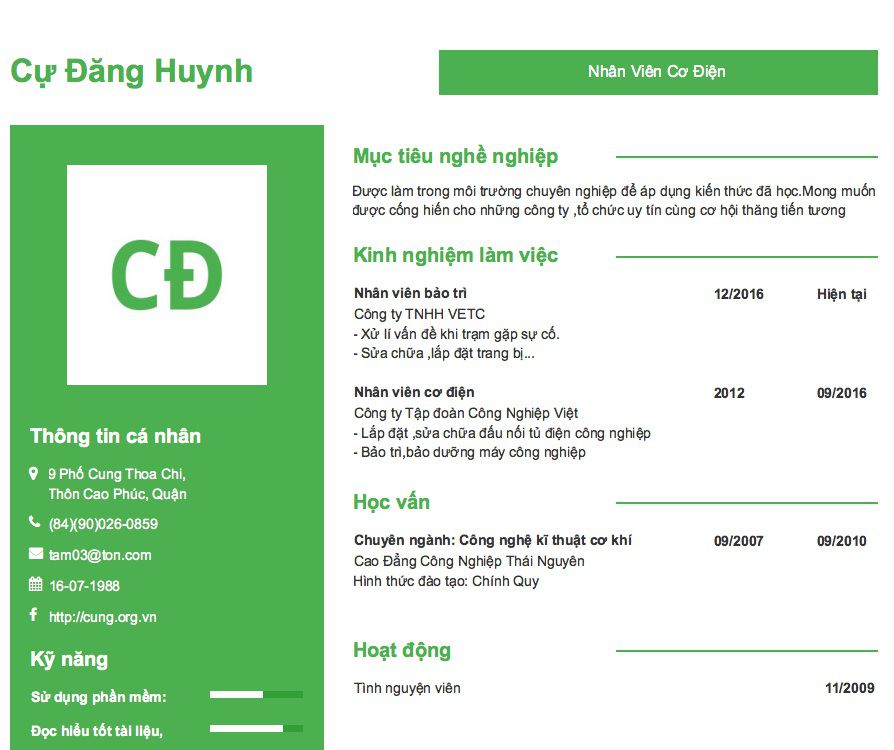 Cự Đăng Huynh
Nhân Viên Cơ Điện
CĐ
Thông tin cá nhân
9 Phố Cung Thoa Chi,
Thôn Cao Phúc, Quận
(84)(90)026-0859
tam03@ton.com
16-07-1988
http://cung.org.vn
Kỹ năng
Sử dụng phần mềm:
Đọc hiểu tốt tài liệu,
Mục tiêu nghề nghiệp
Được làm trong môi trường chuyên nghiệp để áp dụng kiến thức đã học.Mong muốn
được cống hiến cho những công ty ,tổ chức uy tín cùng cơ hội thăng tiến tương
Kinh nghiệm làm việc
Nhân viên bảo trì 12/2016 Hiện tại
Công ty TNHH VETC
- Xử lí vấn đề khi trạm gặp sự cố.
- Sửa chữa ,lắp đặt trang bị...
Nhân viên cơ điện 2012 09/2016
Công ty Tập đoàn Công Nghiệp Việt
- Lắp đặt ,sửa chữa đấu nối tủ điện công nghiệp
- Bảo trì,bảo dưỡng máy công nghiệp
Học vấn
Chuyên ngành: Công nghệ kĩ thuật cơ khí 09/2007 09/2010
Cao Đẳng Công Nghiệp Thái Nguyên
Hình thức đào tạo: Chính Quy
Hoạt động
Tình nguyện viên 11/2009